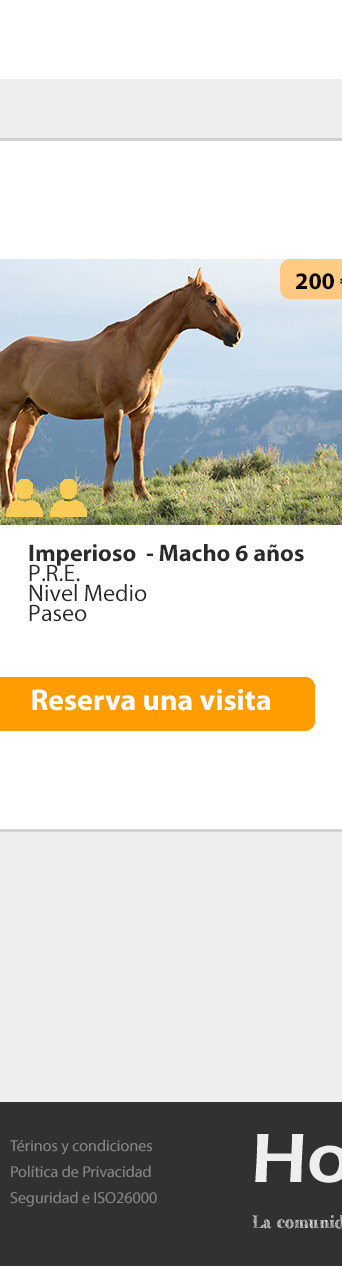 200
Imperioso - Macho 6 años
P.R.E.
Nivel Medio
Paseo
Reserva una visita
Térinos y condiciones
Política de Privacidad
Seguridad e ISO26000
Ho
La comunid